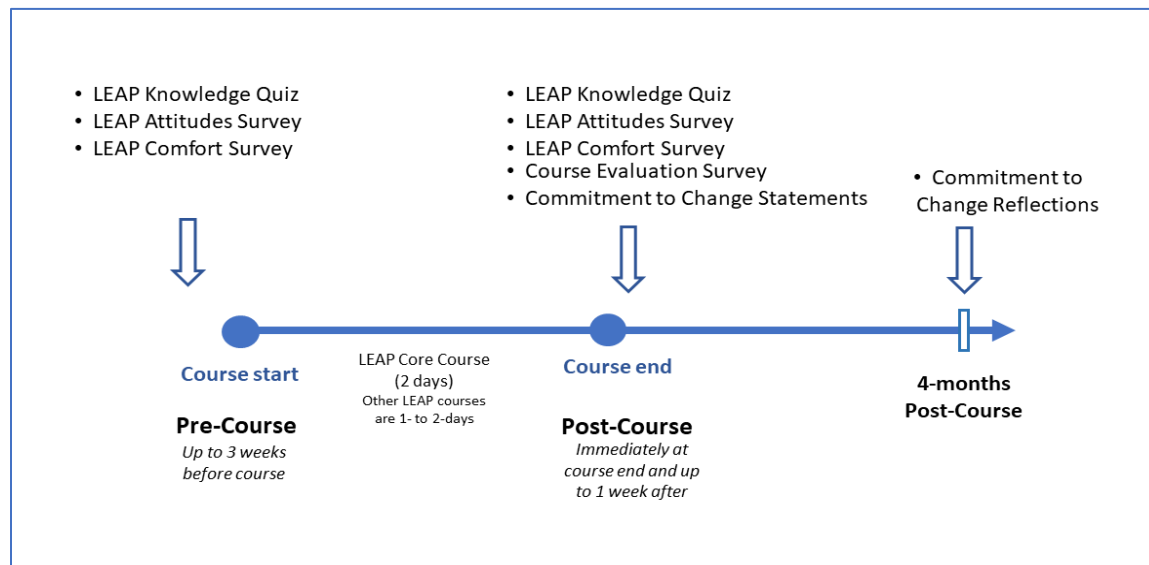 • LEAP Knowledge Quiz
• LEAP Attitudes Survey
• LEAP Comfort Survey
• LEAP Knowledge Quiz
• LEAP Attitudes Survey
• LEAP Comfort Survey
• Course Evaluation Survey
• Commitment to Change Statements
• Commitment to
Change Reflections
Course start
Pre-Course
Up to 3 weeks
before course
LEAP Core Course
(2 days)
Other LEAP courses
are 1- to 2-days
Course end
Post-Course
Immediately at
course end and up
to 1 week after
4-months
Post-Course